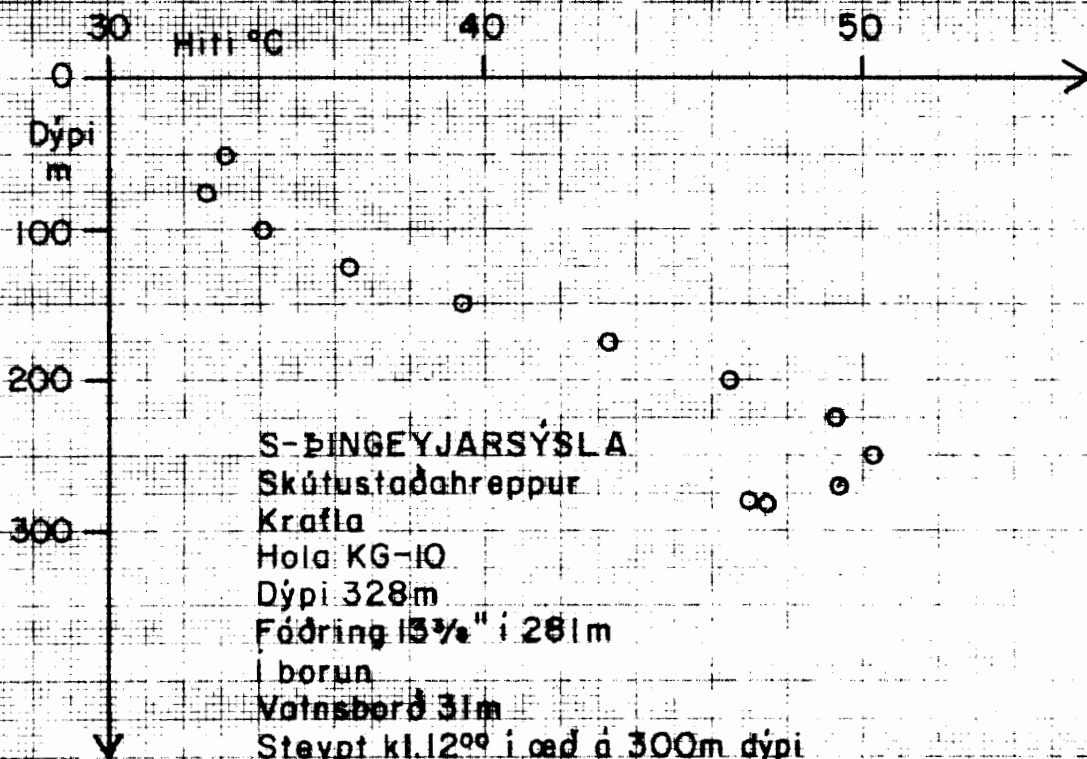 30 40 50
Hiti °C
0
Dýpi
m
100
200
300
S-ÞINGEYJARSÝSLA
Skútustaðahreppur
Krafla
Hola KG-10
Dýpi 328m
Fóðring 13⅜" í 281m
Í borun
Vatnsborð 31m
Steypt kl.12⁰⁰ í æð á 300m dýpi